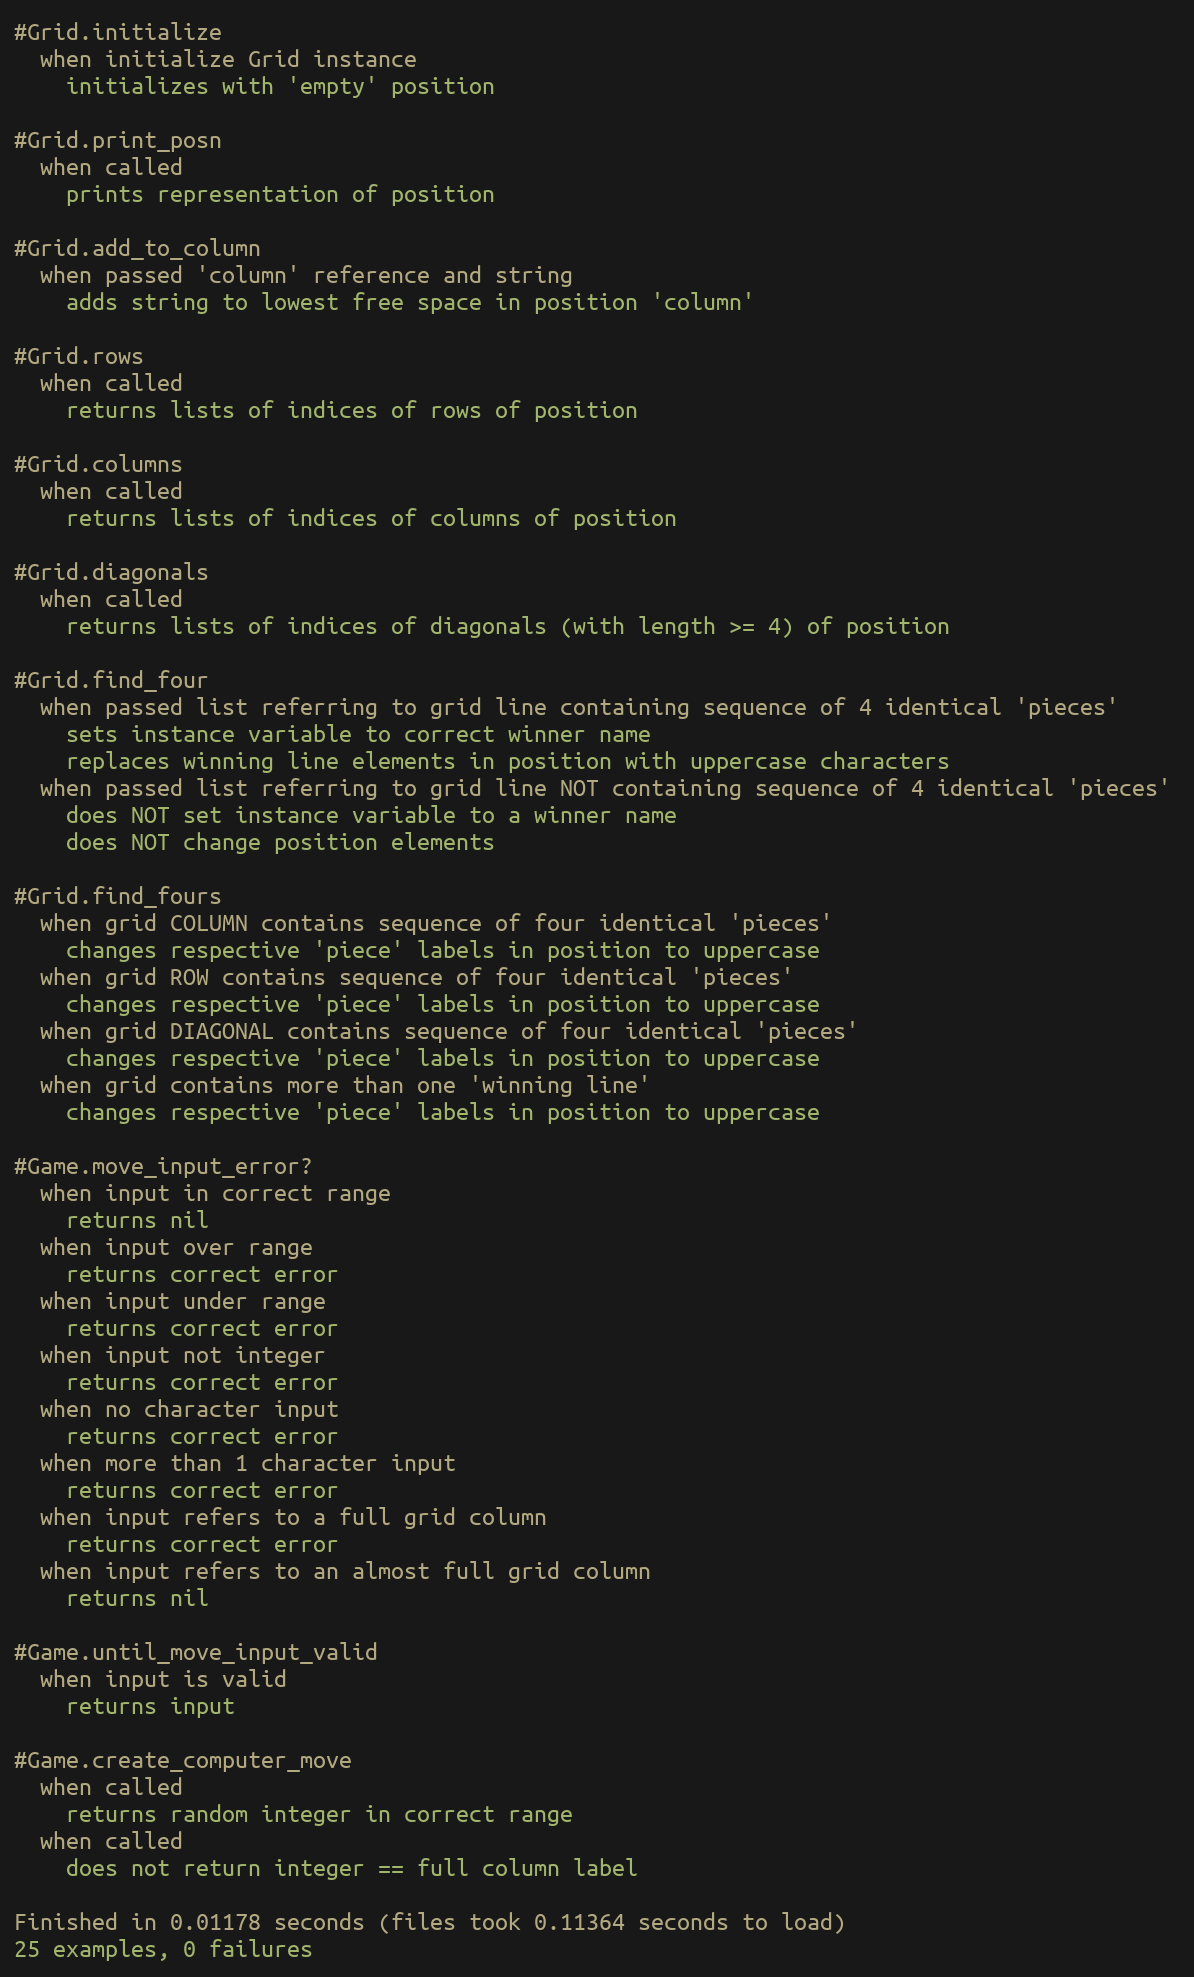 #Grid.initialize
  when initialize Grid instance
    initializes with 'empty' position

#Grid.print_posn
  when called
    prints representation of position

#Grid.add_to_column
  when passed 'column' reference and string
    adds string to lowest free space in position 'column'

#Grid.rows
  when called
    returns lists of indices of rows of position

#Grid.columns
  when called
    returns lists of indices of columns of position

#Grid.diagonals
  when called
    returns lists of indices of diagonals (with length >= 4) of position

#Grid.find_four
  when passed list referring to grid line containing sequence of 4 identical 'pieces'
    sets instance variable to correct winner name
    replaces winning line elements in position with uppercase characters
  when passed list referring to grid line NOT containing sequence of 4 identical 'pieces'
    does NOT set instance variable to a winner name
    does NOT change position elements

#Grid.find_fours
  when grid COLUMN contains sequence of four identical 'pieces'
    changes respective 'piece' labels in position to uppercase
  when grid ROW contains sequence of four identical 'pieces'
    changes respective 'piece' labels in position to uppercase
  when grid DIAGONAL contains sequence of four identical 'pieces'
    changes respective 'piece' labels in position to uppercase
  when grid contains more than one 'winning line'
    changes respective 'piece' labels in position to uppercase

#Game.move_input_error?
  when input in correct range
    returns nil
  when input over range
    returns correct error
  when input under range
    returns correct error
  when input not integer
    returns correct error
  when no character input
    returns correct error
  when more than 1 character input
    returns correct error
  when input refers to a full grid column
    returns correct error
  when input refers to an almost full grid column
    returns nil

#Game.until_move_input_valid
  when input is valid
    returns input

#Game.create_computer_move
  when called
    returns random integer in correct range
  when called
    does not return integer == full column label

Finished in 0.01178 seconds (files took 0.11364 seconds to load)
25 examples, 0 failures